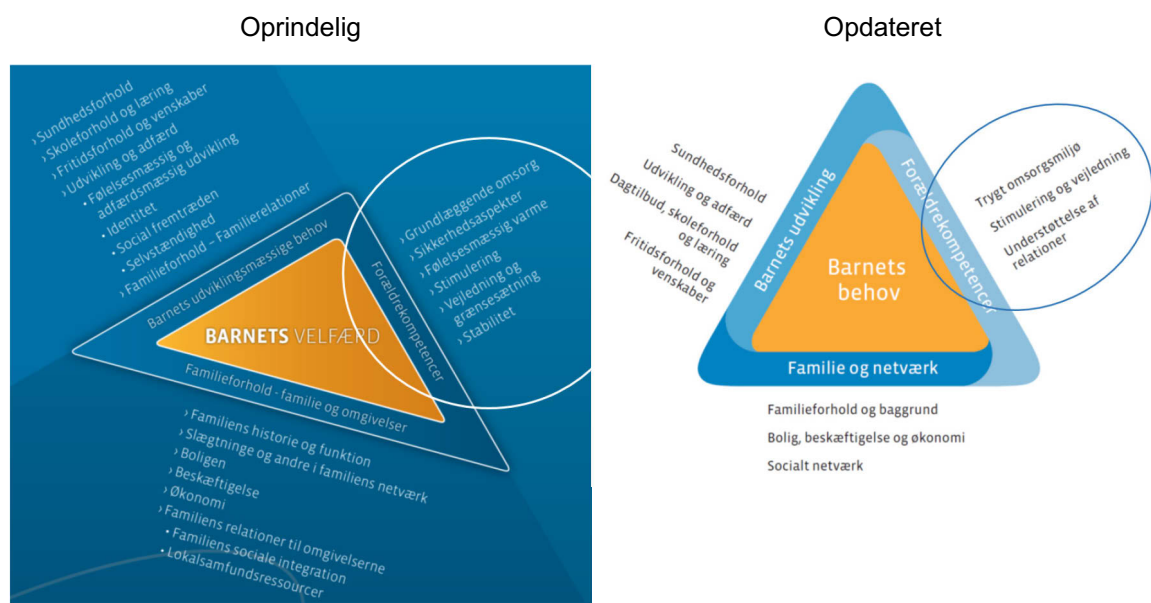 Oprindelig
›Sundhedsforhold
›Skoleforhold og læring
›Fritidsforhold og venskaber
›Udvikling og adfærd
•Følelsesmæssig og
adfærdsmæssig udvikling
•Identitet
•Social fremtræden
•Selvstændighed
›Familieforhold – Familierelationer
Barnets udviklingsmæssige behov
›Grundlæggende omsorg
›Sikkerhedsaspekter
›Følelsesmæssig varme
›Stimulering
›Vejledning og
grænsesætning
›Stabilitet
Forældrekompetencer
BARNETS VELFÆRD
Familieforhold - familie og omgivelser
›Familiens historie og funktion
›Slægtninge og andre i familiens netværk
›Boligen
›Beskæftigelse
›Økonomi
›Familiens relationer til omgivelserne
•Familiens sociale integration
•Lokalsamfundsressourcer
Opdateret
Sundhedsforhold
Udvikling og adfærd
Dagtilbud, skoleforhold
og læring
Fritidsforhold og
venskaber
Barnets udvikling
Forældrekompetencer
Trygt omsorgsmiljø
Stimulering og vejledning
Understøttelse af
relationer
Barnets
behov
Familie og netværk
Familieforhold og baggrund
Bolig, beskæftigelse og økonomi
Socialt netværk